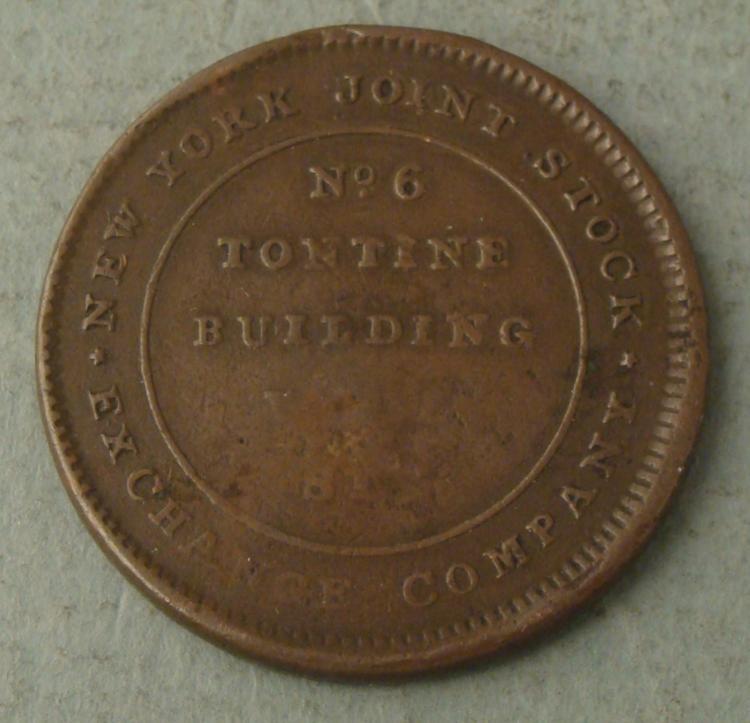 NEW YORK JOINT STOCK
EXCHANGE COMPANY
Nº 6
TONTINE
BUILDING